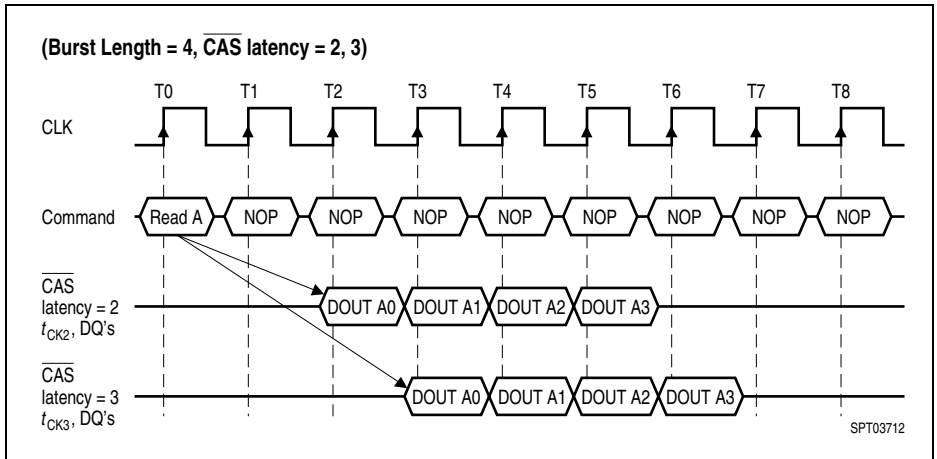 (Burst Length = 4, CAS latency = 2, 3)
T0 T1 T2 T3 T4 T5 T6 T7 T8
CLK
Command Read A NOP NOP NOP NOP NOP NOP NOP NOP
CAS
latency = 2 DOUT A0 DOUT A1 DOUT A2 DOUT A3
tCK2, DQ's
CAS
latency = 3 DOUT A0 DOUT A1 DOUT A2 DOUT A3
tCK3, DQ's
SPT03712